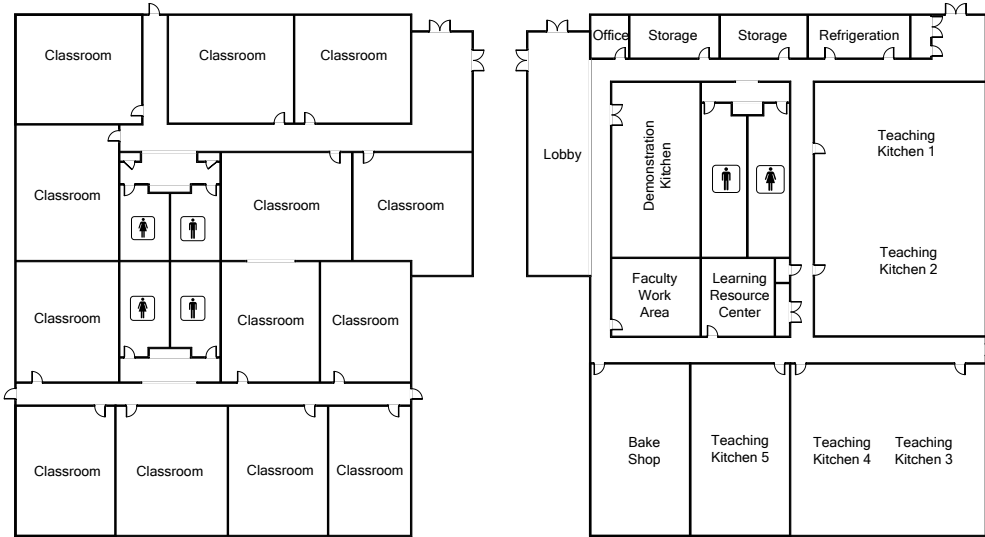 Classroom
Classroom
Classroom
Classroom
Classroom
Classroom
Classroom
Classroom
Classroom
Classroom
Classroom
Classroom
Classroom
Office
Storage
Storage
Refrigeration
Lobby
Demonstration
Kitchen
Teaching
Kitchen 1
Teaching
Kitchen 2
Faculty
Work
Area
Learning
Resource
Center
Bake
Shop
Teaching
Kitchen 5
Teaching
Kitchen 4
Teaching
Kitchen 3